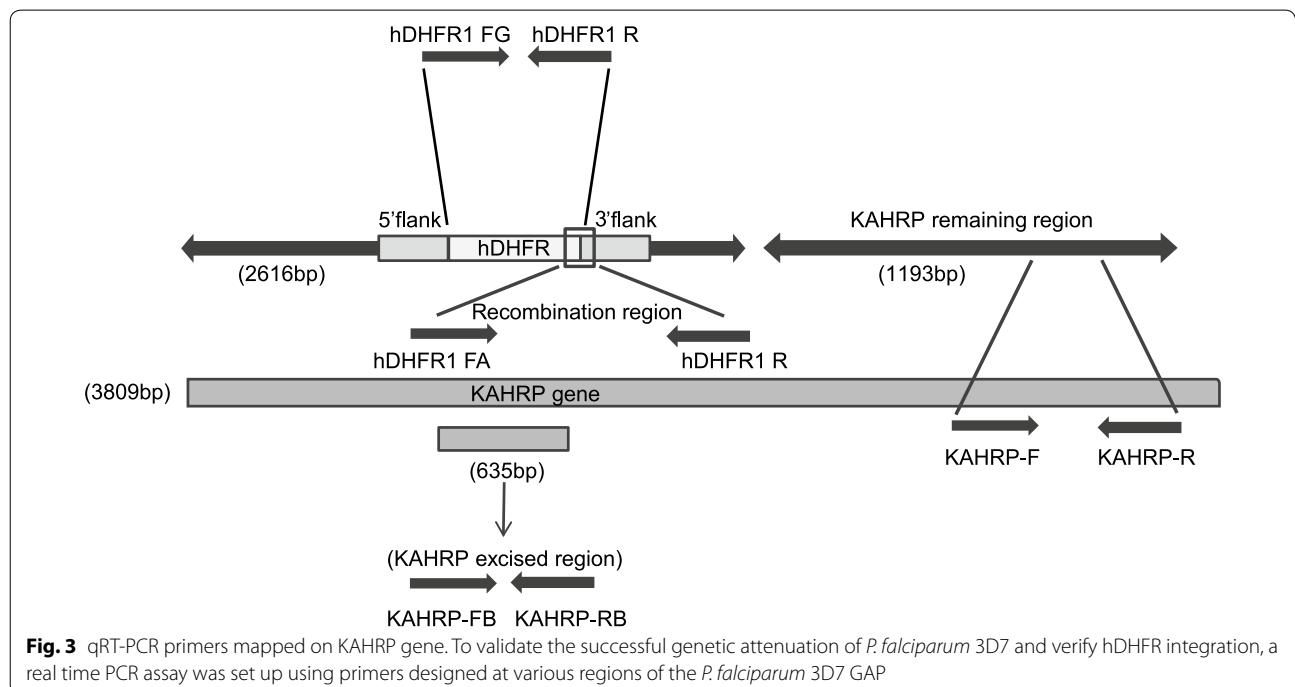 hDHFR1 FG hDHFR1 R
5'flank 3'flank KAHRP remaining region
hDHFR
(2616bp) (1193bp)
Recombination region
hDHFR1 FA hDHFR1 R
(3809bp) KAHRP gene
KAHRP-F KAHRP-R
(635bp)
(KAHRP excised region)
KAHRP-FB KAHRP-RB
Fig. 3 qRT-PCR primers mapped on KAHRP gene. To validate the successful genetic attenuation of P. falciparum 3D7 and verify hDHFR integration, a
real time PCR assay was set up using primers designed at various regions of the P. falciparum 3D7 GAP